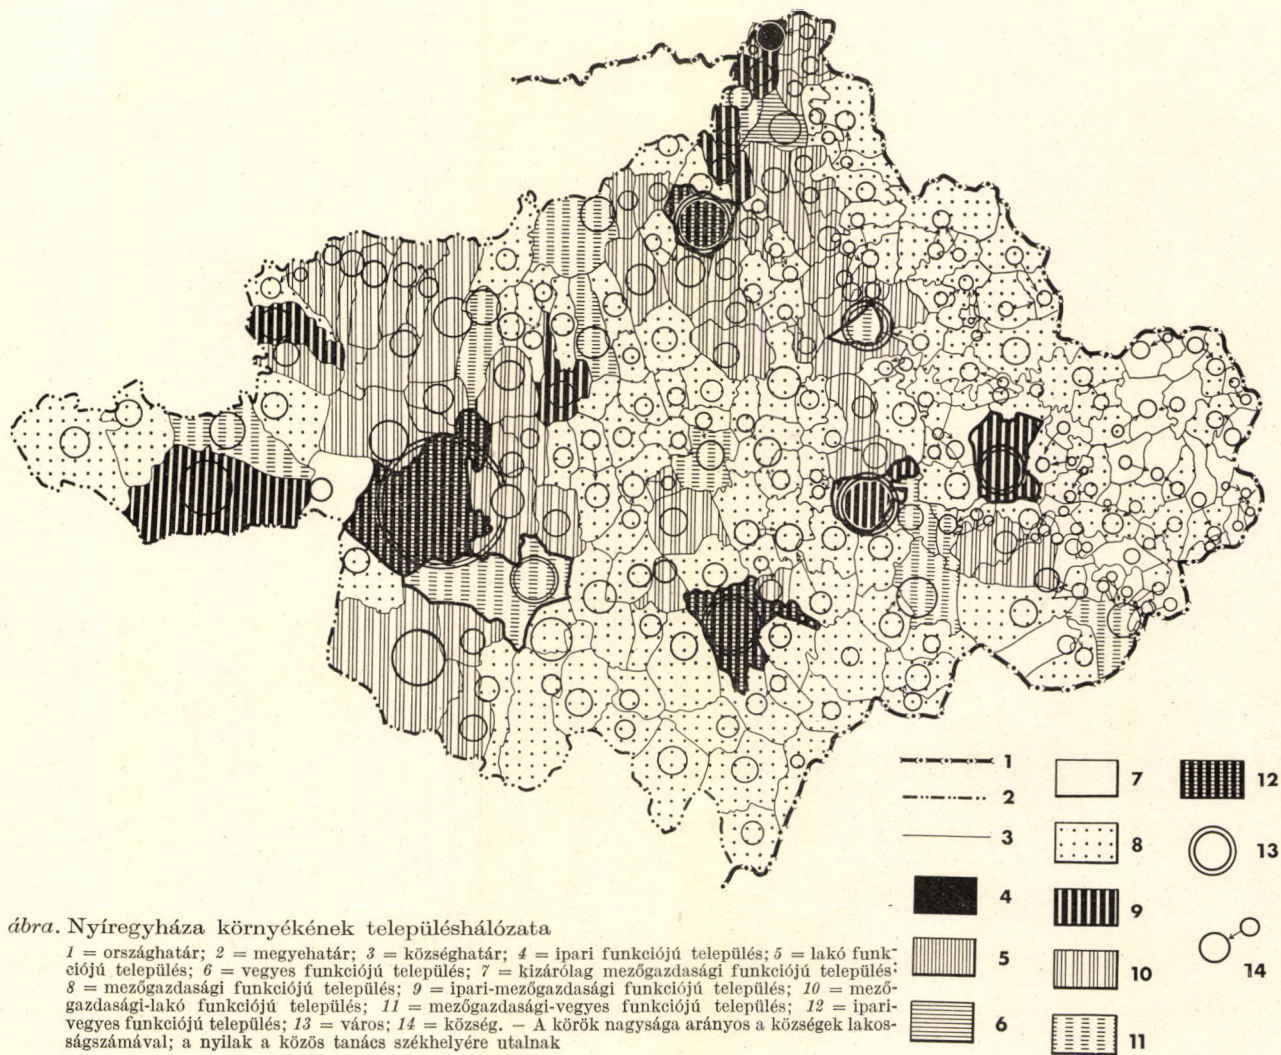 1
2
3
4
5
6
7
8
9
10
11
12
13
14
ábra. Nyíregyháza környékének településhálózata
1 = országhatár; 2 = megyehatár; 3 = községhatár; 4 = ipari funkciójú település; 5 = lakó funk-
ciójú település; 6 = vegyes funkciójú település; 7 = kizárólag mezőgazdasági funkciójú település;
8 = mezőgazdasági funkciójú település; 9 = ipari-mezőgazdasági funkciójú település; 10 = mező-
gazdasági-lakó funkciójú település; 11 = mezőgazdasági-vegyes funkciójú település; 12 = ipari-
vegyes funkciójú település; 13 = város; 14 = község. – A körök nagysága arányos a községek lakos-
ságszámával; a nyilak a közös tanács székhelyére utalnak